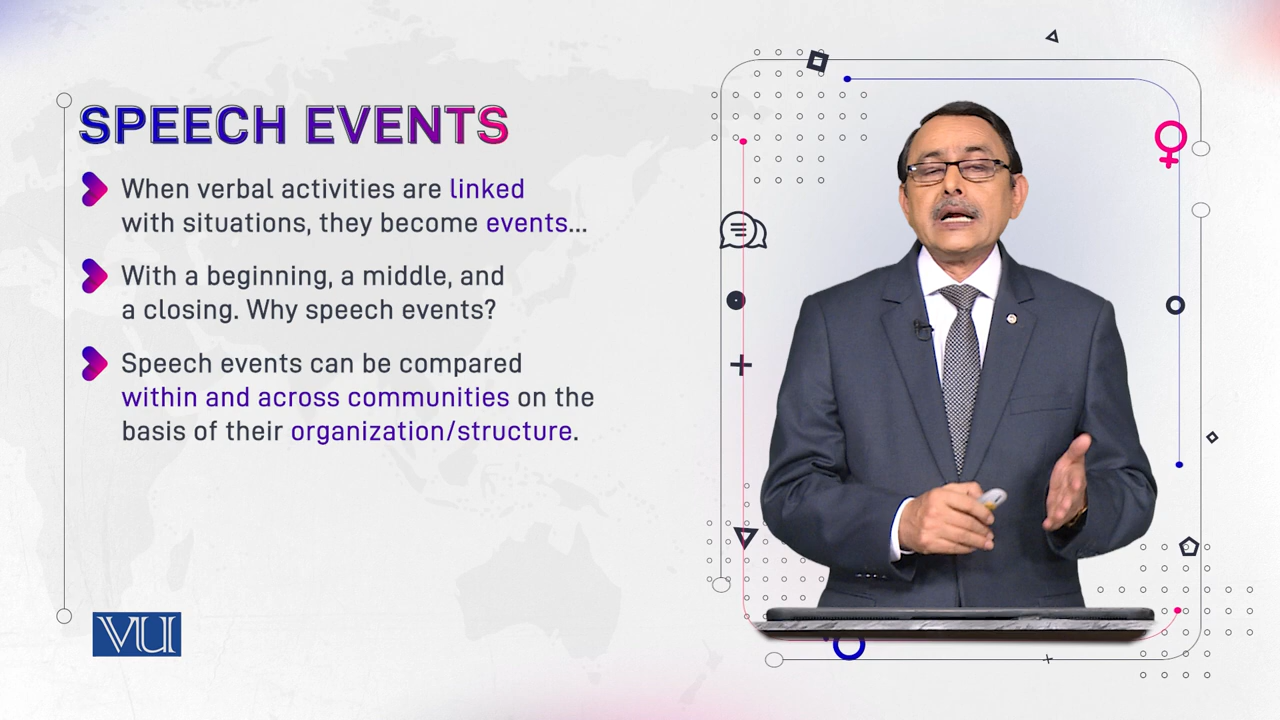 SPEECH EVENTS
When verbal activities are linked
with situations, they become events...
With a beginning, a middle, and
a closing. Why speech events?
Speech events can be compared
within and across communities on the
basis of their organization/structure.
VU